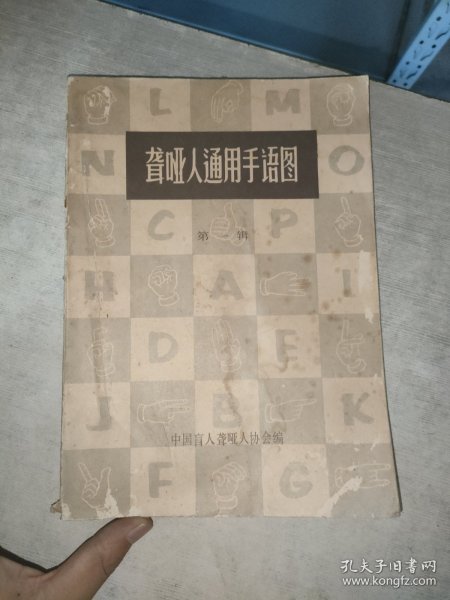 L M
聋哑人通用手语图
N O
C P
第一辑
H A I
D E
J B K
中国盲人聋哑人协会编
F G
孔夫子旧书网
www.kongfz.com